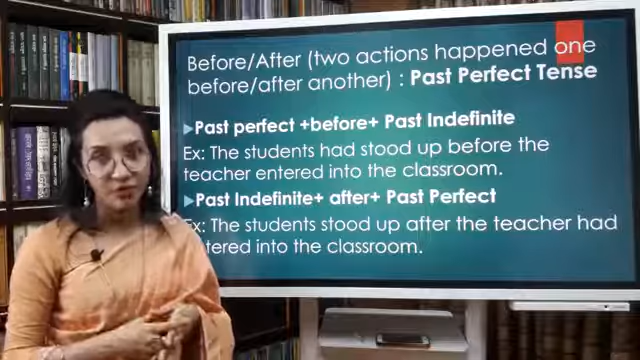 Before/After (two actions happened one
before/after another) : Past Perfect Tense
Past perfect +before+ Past Indefinite
Ex: The students had stood up before the
teacher entered into the classroom.
Past Indefinite+ after+ Past Perfect
Ex: The students stood up after the teacher had
entered into the classroom.